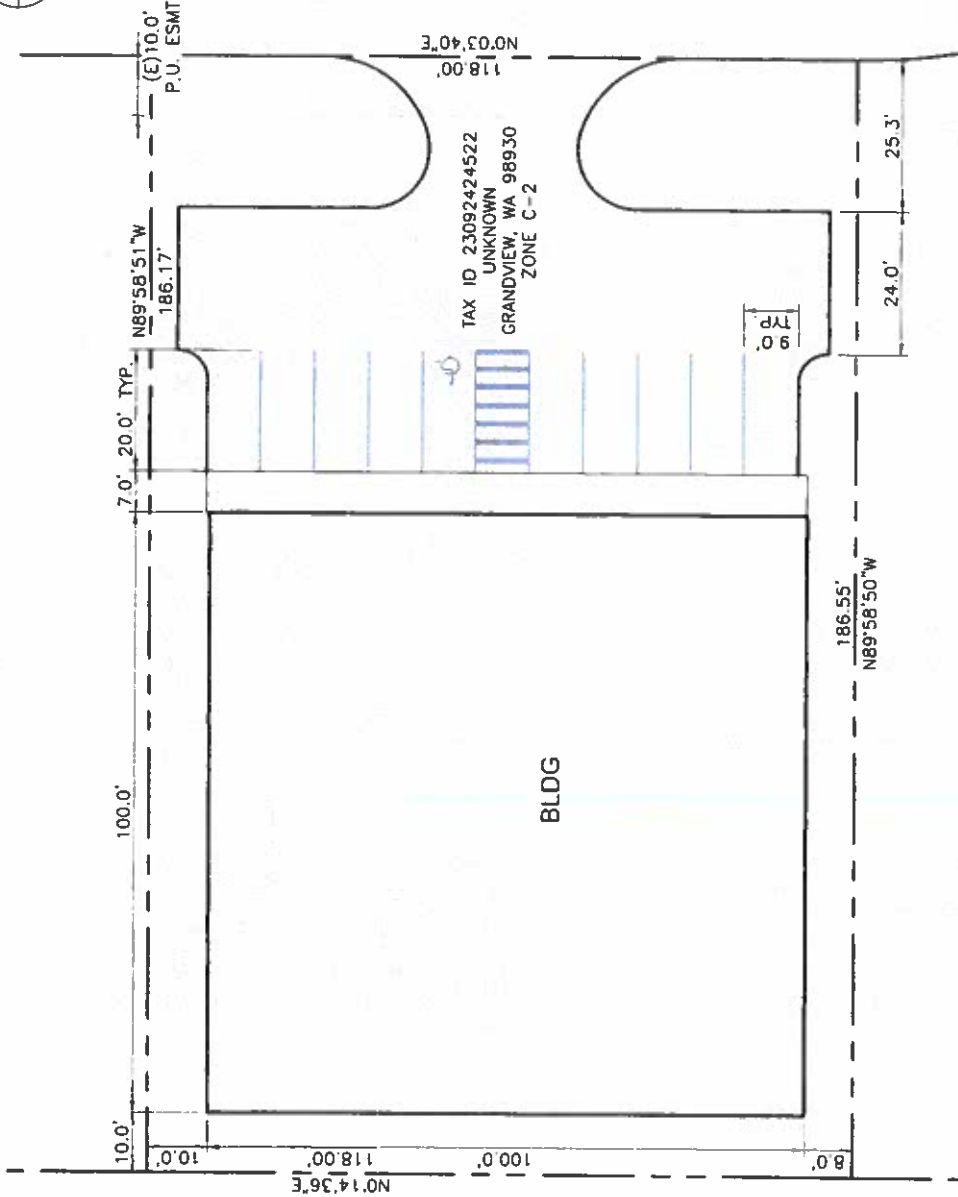 (E)10.0'
P.U. ESMT
N89°58'51"W
186.17'
20.0' TYP.
7.0'
100.0'
10.0'
N0°03'40"E
118.00'
TAX ID 23092424522
UNKNOWN
GRANDVIEW, WA 98930
ZONE C-2
9.0'
TYP.
25.3'
24.0'
BLDG
186.55'
N89°58'50"W
10.0'
118.00'
100.0'
8.0'
N0°14'36"E